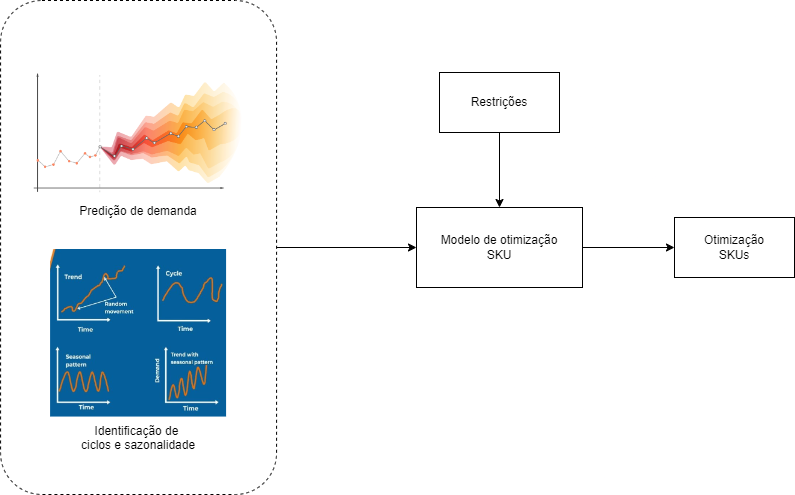 Predição de demanda
Trend
Random
movement
Time
Cycle
Time
Seasonal
pattern
Time
Trend with
seasonal pattern
Demand
Time
Identificação de
ciclos e sazonalidade
Restrições
Modelo de otimização
SKU
Otimização
SKUs